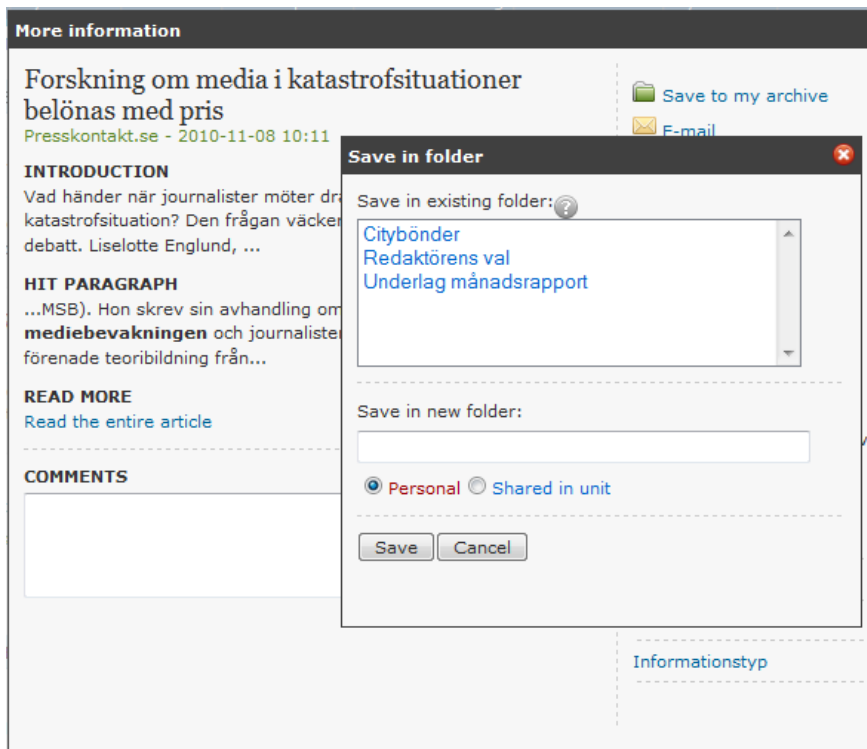 More information
Forskning om media i katastrofsituationer
belönas med pris
Presskontakt.se - 2010-11-08 10:11
INTRODUCTION
Vad händer när journalister möter
katastrofsituation? Den frågan väcker
debatt. Liselotte Englund, ...
HIT PARAGRAPH
...MSB). Hon skrev sin avhandling om
mediebevakningen och journalister
förenade teoribildning från...
READ MORE
Read the entire article
COMMENTS
Save to my archive
E-mail
Save in folder
Save in existing folder:
?
Citybönder
Redaktörens val
Underlag månadsrapport
Save in new folder:
Personal Shared in unit
Save Cancel
Informationstyp